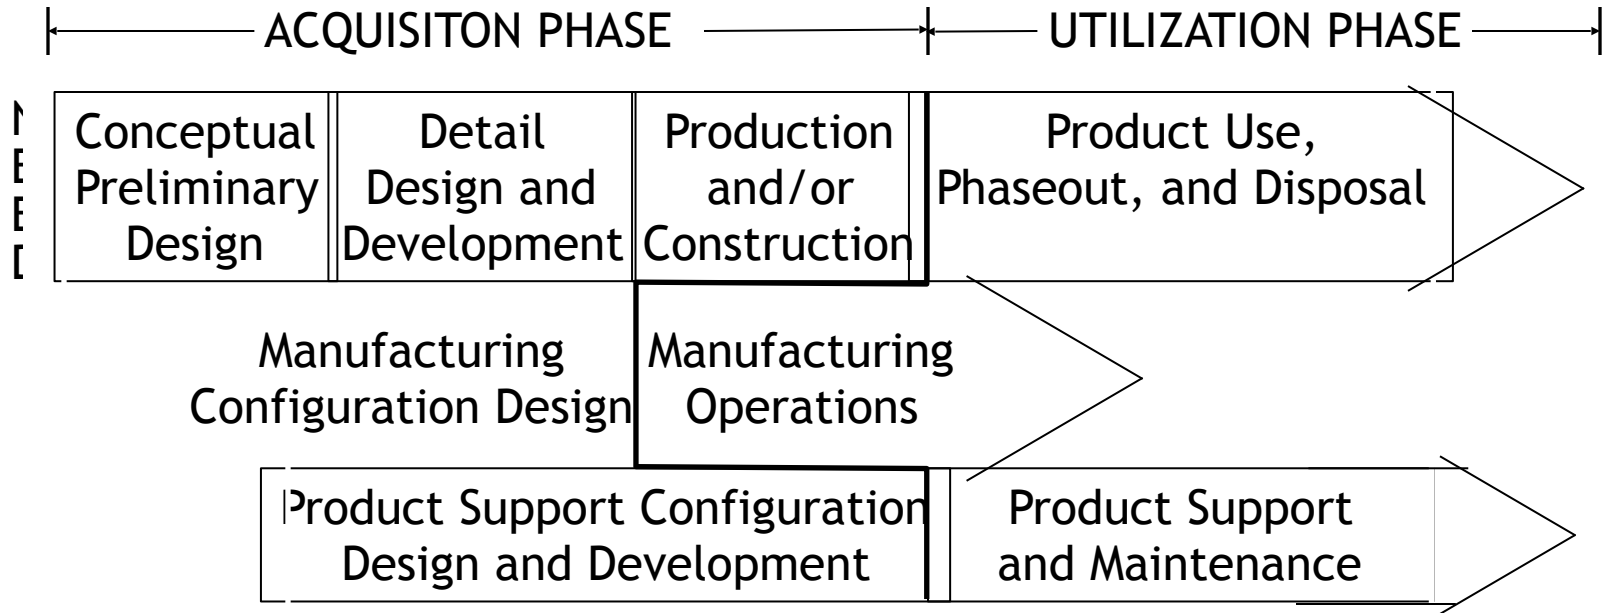 ACQUISITON PHASE
UTILIZATION PHASE
N
E
E
D
Conceptual
Preliminary
Design
Detail
Design and
Development
Production
and/or
Construction
Product Use,
Phaseout, and Disposal
Manufacturing
Configuration Design
Manufacturing
Operations
Product Support Configuration
Design and Development
Product Support
and Maintenance